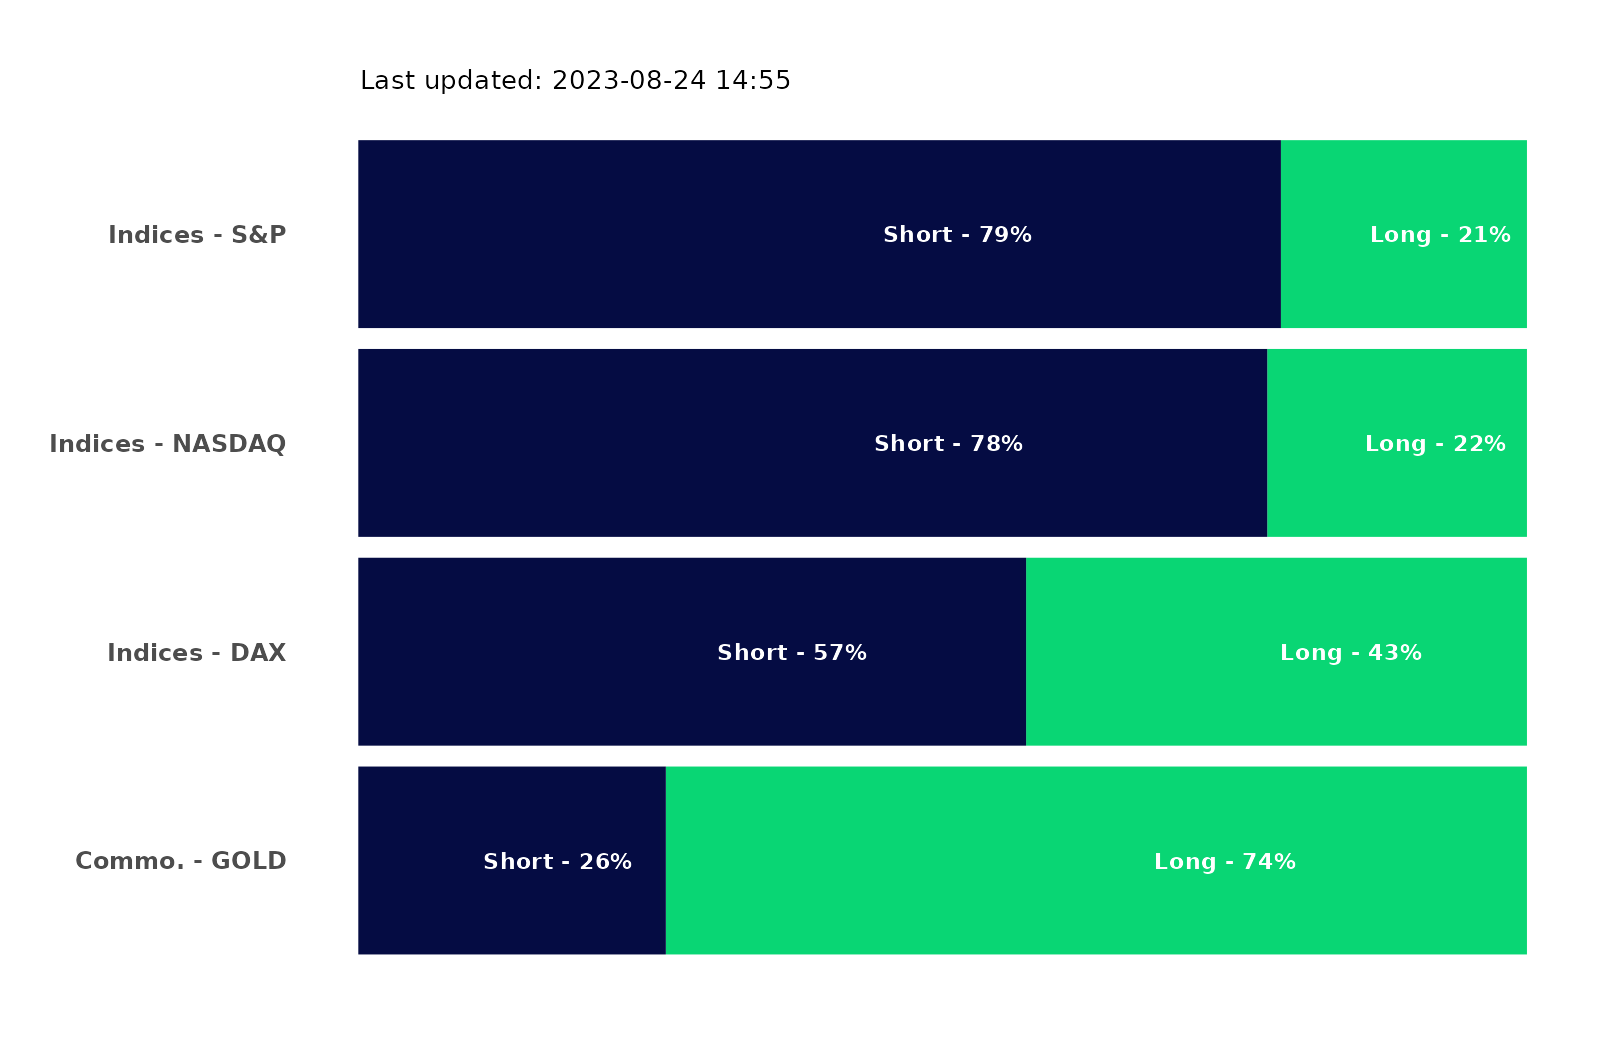 Last updated: 2023-08-24 14:55
Indices - S&P Short - 79% Long - 21%
Indices - NASDAQ Short - 78% Long - 22%
Indices - DAX Short - 57% Long - 43%
Commo. - GOLD Short - 26% Long - 74%